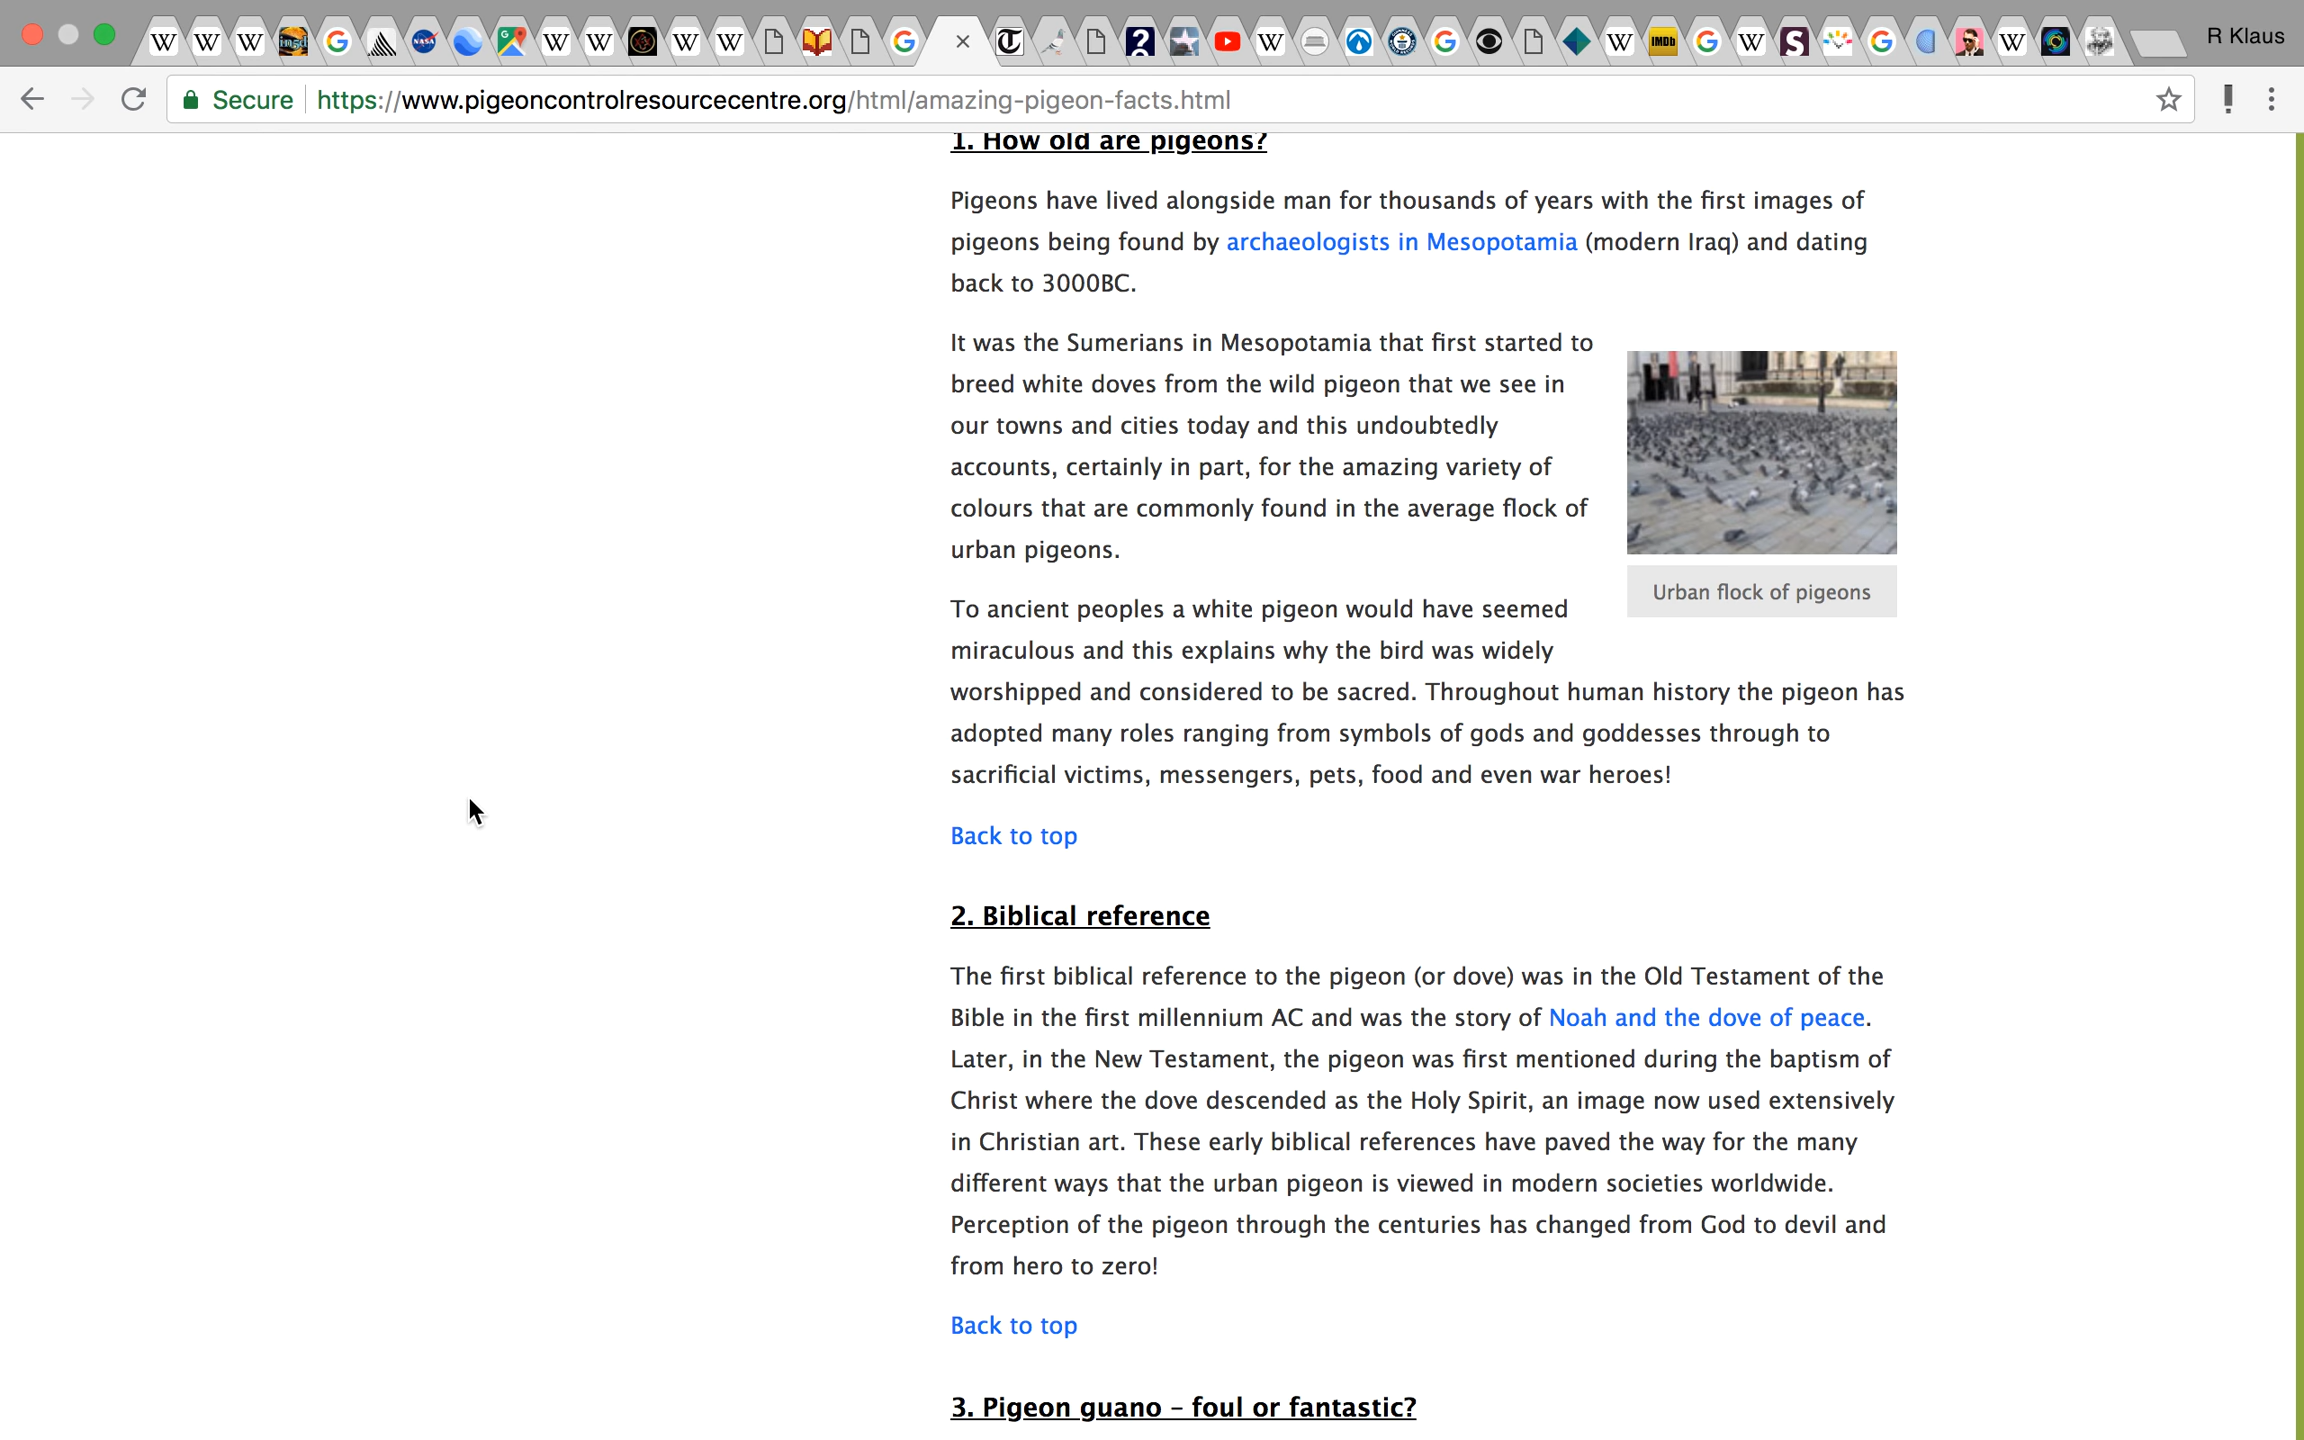 R Klaus
Secure https://www.pigeoncontrolresourcecentre.org/html/amazing-pigeon-facts.html
1. How old are pigeons?
Pigeons have lived alongside man for thousands of years with the first images of
pigeons being found by archaeologists in Mesopotamia (modern Iraq) and dating
back to 3000BC.
It was the Sumerians in Mesopotamia that first started to
breed white doves from the wild pigeon that we see in
our towns and cities today and this undoubtedly
accounts, certainly in part, for the amazing variety of
colours that are commonly found in the average flock of
urban pigeons.
Urban flock of pigeons
To ancient peoples a white pigeon would have seemed
miraculous and this explains why the bird was widely
worshipped and considered to be sacred. Throughout human history the pigeon has
adopted many roles ranging from symbols of gods and goddesses through to
sacrificial victims, messengers, pets, food and even war heroes!
Back to top
2. Biblical reference
The first biblical reference to the pigeon (or dove) was in the Old Testament of the
Bible in the first millennium AC and was the story of Noah and the dove of peace.
Later, in the New Testament, the pigeon was first mentioned during the baptism of
Christ where the dove descended as the Holy Spirit, an image now used extensively
in Christian art. These early biblical references have paved the way for the many
different ways that the urban pigeon is viewed in modern societies worldwide.
Perception of the pigeon through the centuries has changed from God to devil and
from hero to zero!
Back to top
3. Pigeon guano – foul or fantastic?